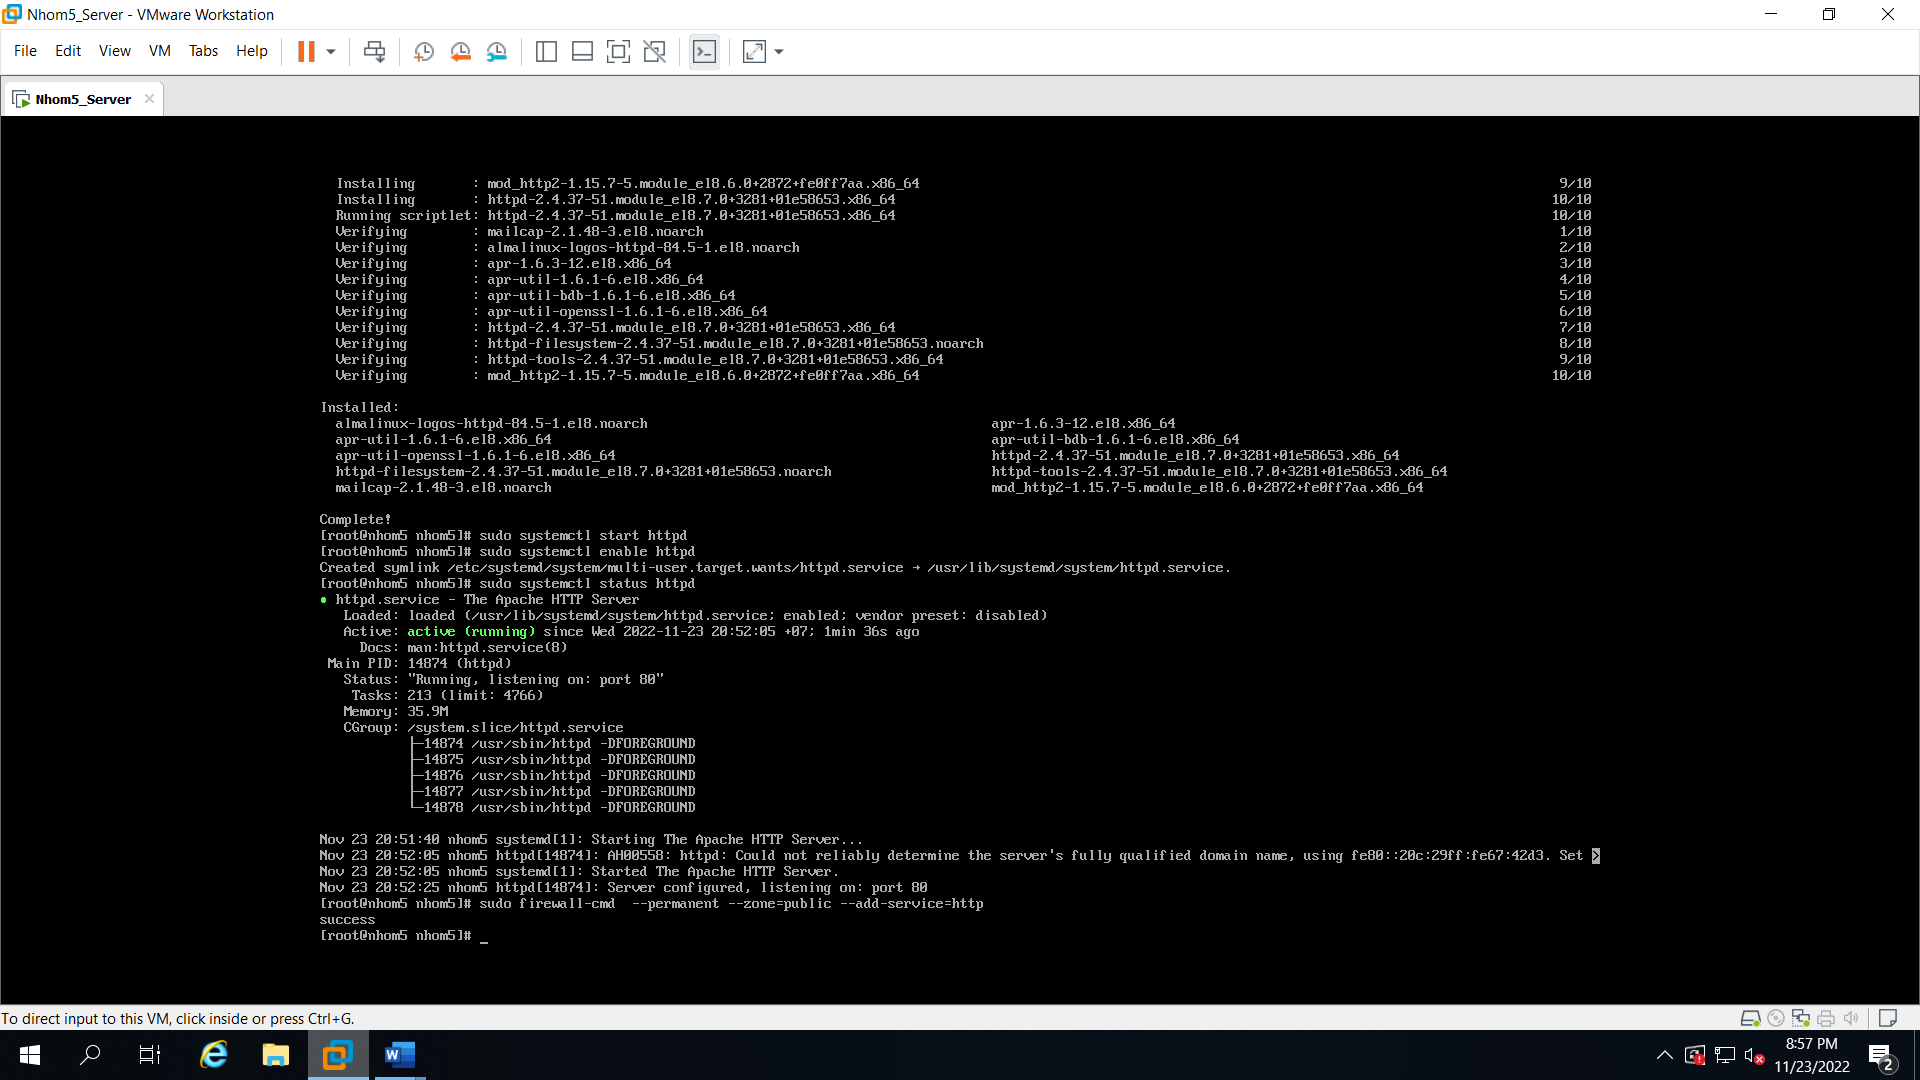 Nhom5_Server - VMware Workstation
File Edit View VM Tabs Help
Nhom5_Server
Installing : mod_http2-1.15.7-5.module_el8.6.0+2872+fe0ff7aa.x86_64 9/10
Installing : httpd-2.4.37-51.module_el8.7.0+3281+01e58653.x86_64 10/10
Running scriptlet: httpd-2.4.37-51.module_el8.7.0+3281+01e58653.x86_64 10/10
Verifying : mailcap-2.1.48-3.el8.noarch 1/10
Verifying : almalinux-logos-httpd-84.5-1.el8.noarch 2/10
Verifying : apr-1.6.3-12.el8.x86_64 3/10
Verifying : apr-util-1.6.1-6.el8.x86_64 4/10
Verifying : apr-util-bdb-1.6.1-6.el8.x86_64 5/10
Verifying : apr-util-openssl-1.6.1-6.el8.x86_64 6/10
Verifying : httpd-2.4.37-51.module_el8.7.0+3281+01e58653.x86_64 7/10
Verifying : httpd-filesystem-2.4.37-51.module_el8.7.0+3281+01e58653.noarch 8/10
Verifying : httpd-tools-2.4.37-51.module_el8.7.0+3281+01e58653.x86_64 9/10
Verifying : mod_http2-1.15.7-5.module_el8.6.0+2872+fe0ff7aa.x86_64 10/10
Installed:
almalinux-logos-httpd-84.5-1.el8.noarch apr-1.6.3-12.el8.x86_64
apr-util-1.6.1-6.el8.x86_64 apr-util-bdb-1.6.1-6.el8.x86_64
apr-util-openssl-1.6.1-6.el8.x86_64 httpd-2.4.37-51.module_el8.7.0+3281+01e58653.x86_64
httpd-filesystem-2.4.37-51.module_el8.7.0+3281+01e58653.noarch httpd-tools-2.4.37-51.module_el8.7.0+3281+01e58653.x86_64
mailcap-2.1.48-3.el8.noarch mod_http2-1.15.7-5.module_el8.6.0+2872+fe0ff7aa.x86_64
Complete!
[root@nhom5 nhom5]# sudo systemctl start httpd
[root@nhom5 nhom5]# sudo systemctl enable httpd
Created symlink /etc/systemd/system/multi-user.target.wants/httpd.service → /usr/lib/systemd/system/httpd.service.
[root@nhom5 nhom5]# sudo systemctl status httpd
● httpd.service - The Apache HTTP Server
Loaded: loaded (/usr/lib/systemd/system/httpd.service; enabled; vendor preset: disabled)
Active: active (running) since Wed 2022-11-23 20:52:05 +07; 1min 36s ago
Docs: man:httpd.service(8)
Main PID: 14874 (httpd)
Status: "Running, listening on: port 80"
Tasks: 213 (limit: 4766)
Memory: 35.9M
CGroup: /system.slice/httpd.service
├─14874 /usr/sbin/httpd -DFOREGROUND
├─14875 /usr/sbin/httpd -DFOREGROUND
├─14876 /usr/sbin/httpd -DFOREGROUND
├─14877 /usr/sbin/httpd -DFOREGROUND
└─14878 /usr/sbin/httpd -DFOREGROUND
Nov 23 20:51:40 nhom5 systemd[1]: Starting The Apache HTTP Server...
Nov 23 20:52:05 nhom5 httpd[14874]: AH00558: httpd: Could not reliably determine the server's fully qualified domain name, using fe80::20c:29ff:fe67:42d3. Set >
Nov 23 20:52:05 nhom5 systemd[1]: Started The Apache HTTP Server.
Nov 23 20:52:25 nhom5 httpd[14874]: Server configured, listening on: port 80
[root@nhom5 nhom5]# sudo firewall-cmd  --permanent --zone=public --add-service=http
success
[root@nhom5 nhom5]# _
To direct input to this VM, click inside or press Ctrl+G.
8:57 PM
11/23/2022
2